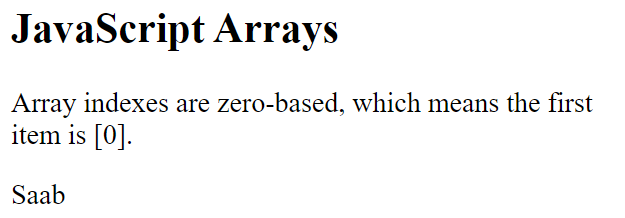 JavaScript Arrays
Array indexes are zero-based, which means the first
item is [0].
Saab